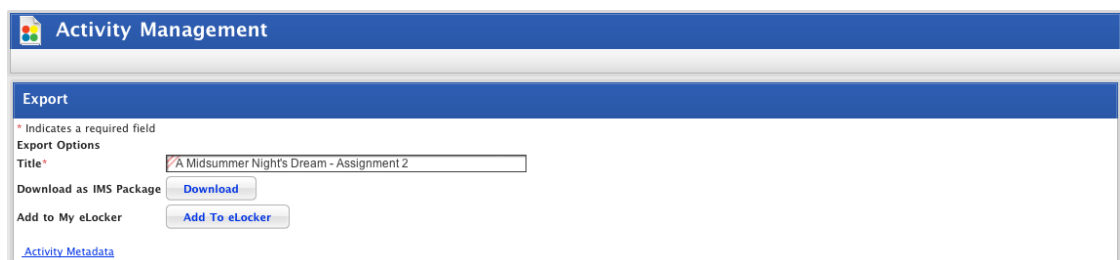 Activity Management
Export
* Indicates a required field
Export Options
Title* A Midsummer Night's Dream - Assignment 2
Download as IMS Package Download
Add to My eLocker Add To eLocker
Activity Metadata